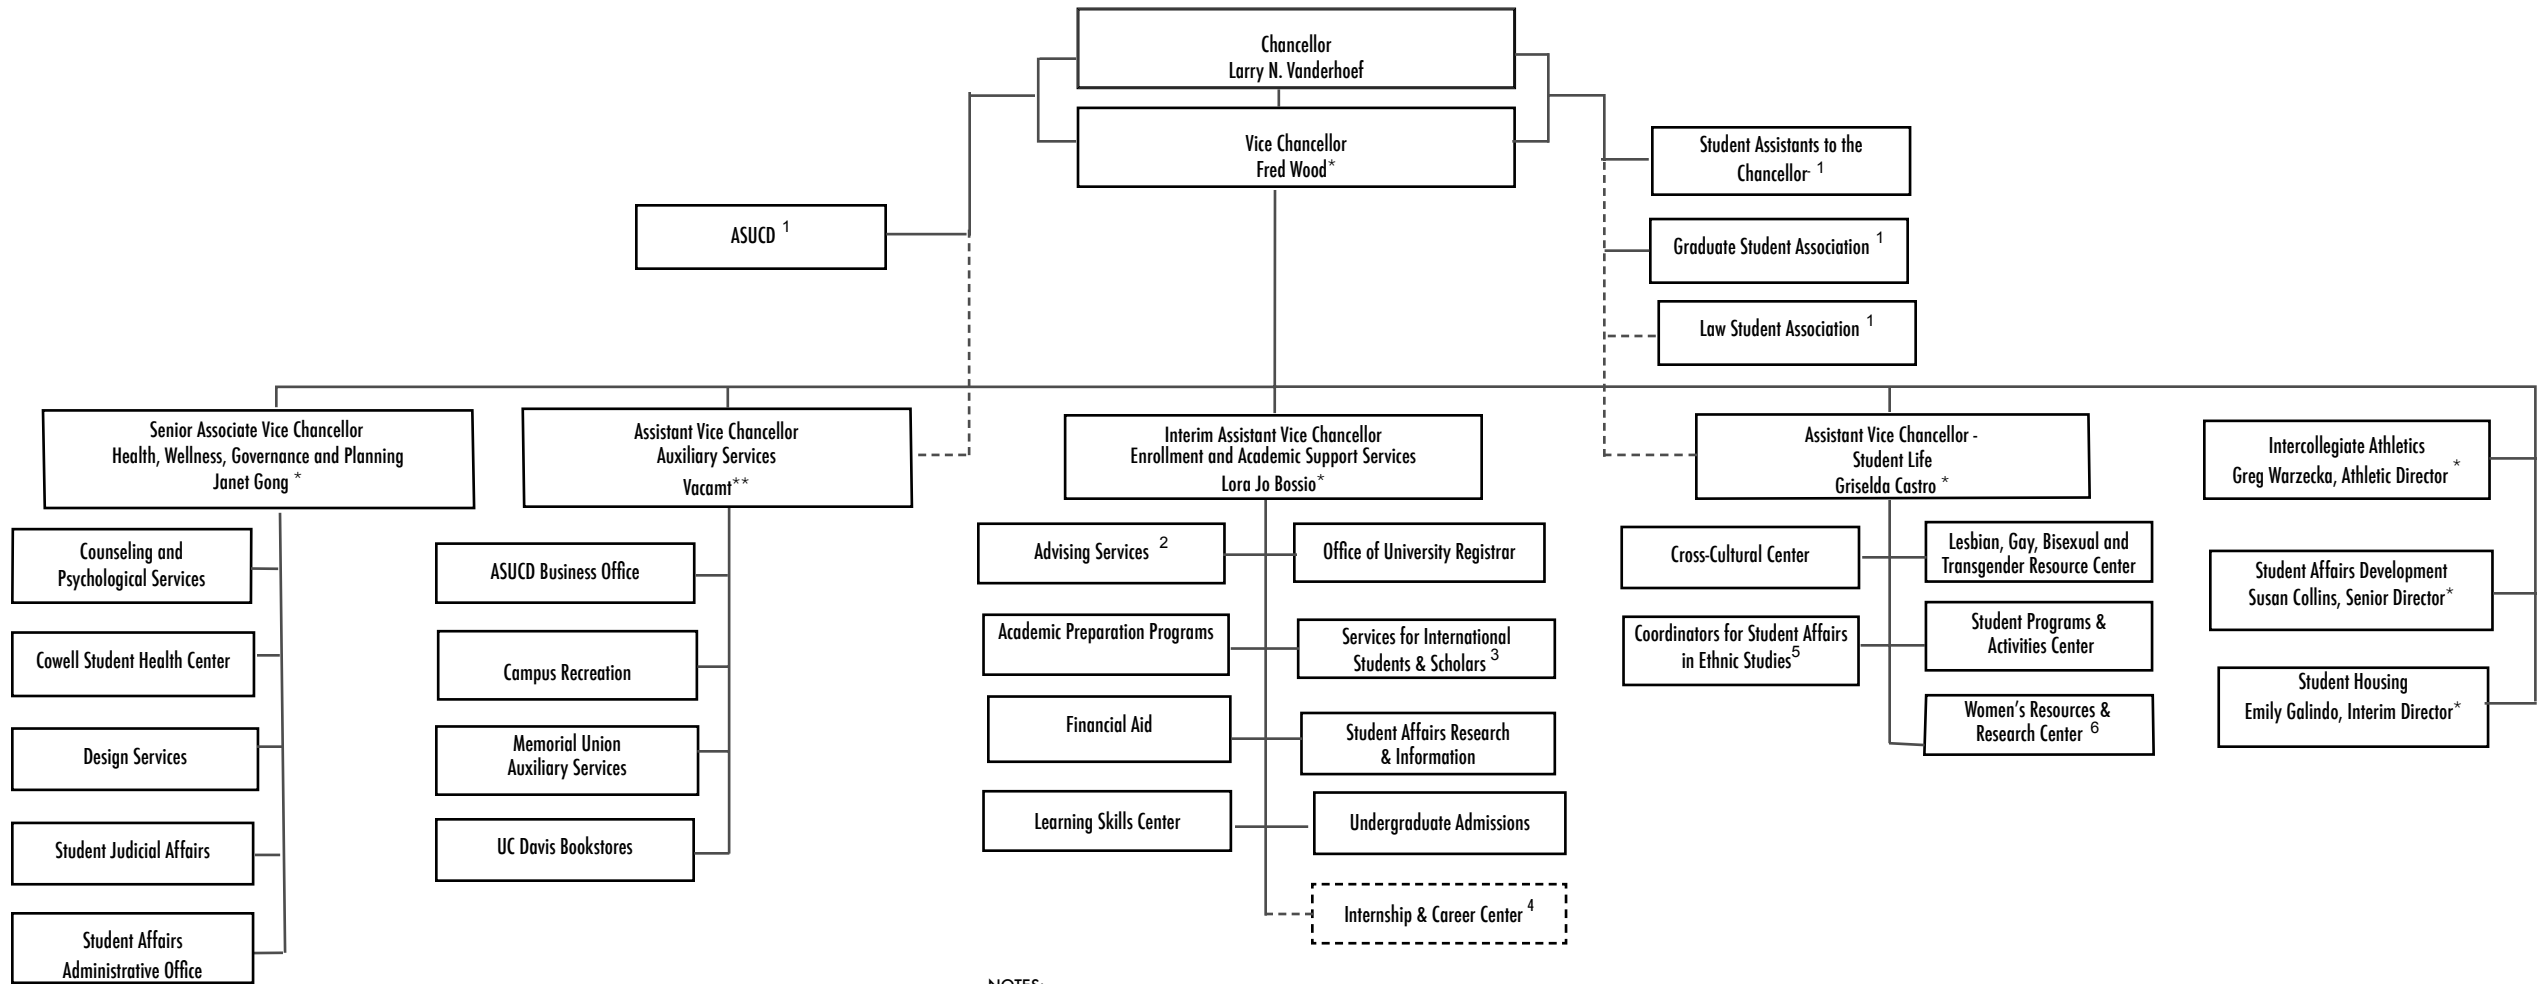 Chancellor
Larry N. Vanderhoef
Vice Chancellor
Fred Wood*
Student Assistants to the
Chancellor 1
ASUCD 1
Graduate Student Association 1
Law Student Association 1
Senior Associate Vice Chancellor
Health, Wellness, Governance and Planning
Janet Gong *
Assistant Vice Chancellor
Auxiliary Services
Vacamt**
Interim Assistant Vice Chancellor
Enrollment and Academic Support Services
Lora Jo Bossio*
Assistant Vice Chancellor -
Student Life
Griselda Castro *
Intercollegiate Athletics
Greg Warzecka, Athletic Director *
Counseling and
Psychological Services
Cowell Student Health Center
Design Services
Student Judicial Affairs
Student Affairs
Administrative Office
ASUCD Business Office
Campus Recreation
Memorial Union
Auxiliary Services
UC Davis Bookstores
Advising Services 2
Office of University Registrar
Academic Preparation Programs
Services for International
Students & Scholars 3
Financial Aid
Student Affairs Research
& Information
Learning Skills Center
Undergraduate Admissions
Internship & Career Center 4
Cross-Cultural Center
Lesbian, Gay, Bisexual and
Transgender Resource Center
Coordinators for Student Affairs
in Ethnic Studies5
Student Programs &
Activities Center
Women's Resources &
Research Center 6
Student Affairs Development
Susan Collins, Senior Director*
Student Housing
Emily Galindo, Interim Director*
NOTES: